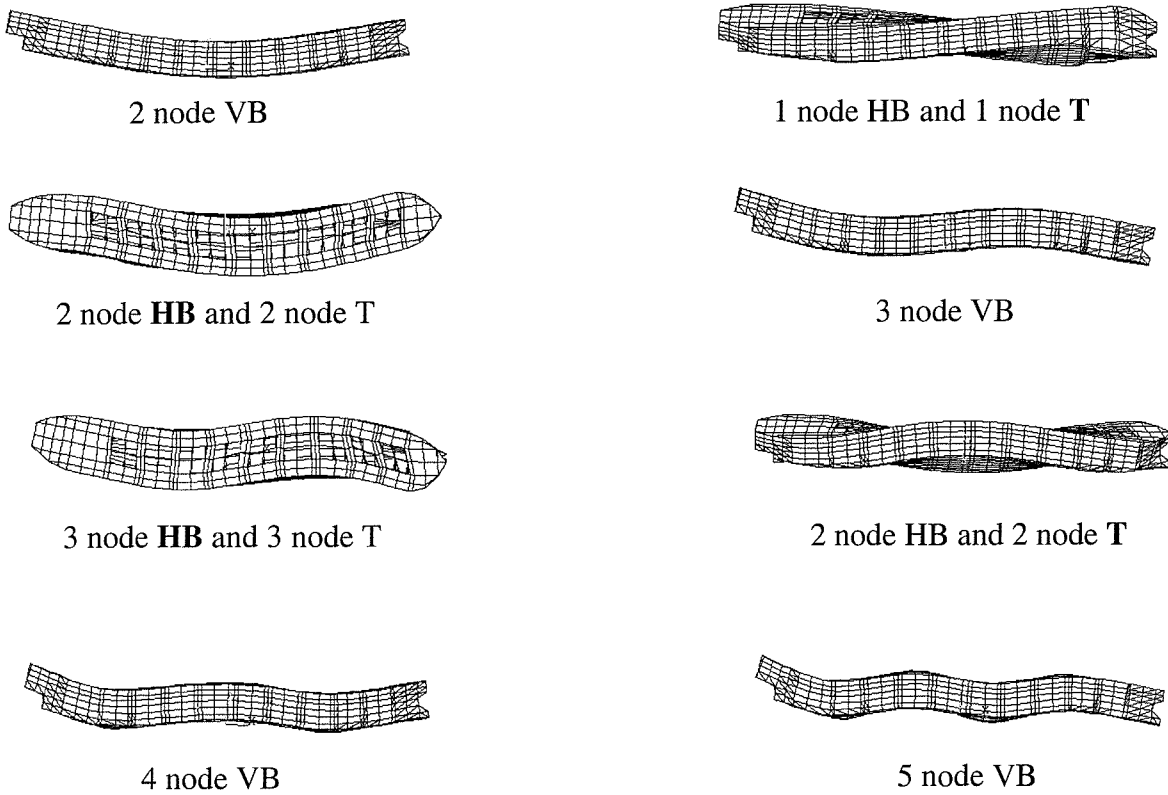 2 node VB
1 node HB and 1 node T
2 node HB and 2 node T
3 node VB
3 node HB and 3 node T
2 node HB and 2 node T
4 node VB
5 node VB